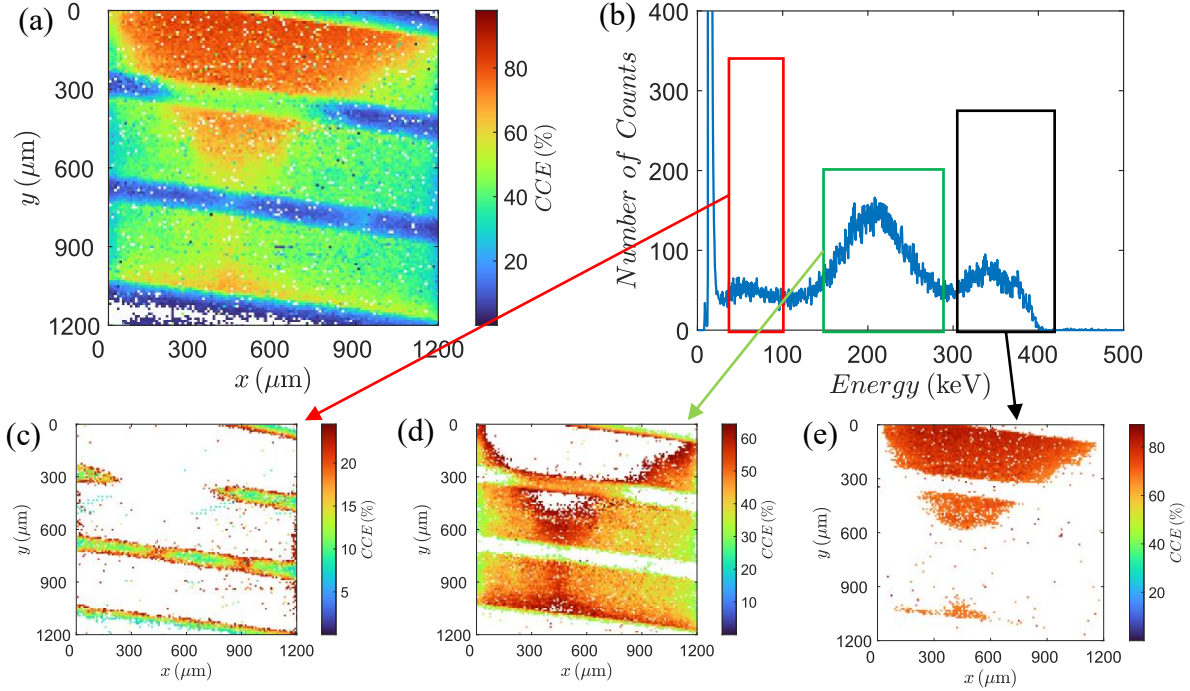 (a)
0
300
600
900
1200
y (μm)
0 300 600 900 1200
x (μm)
80
60
40
20
CCE (%)
(b)
400
300
200
100
0
Number of Counts
0 100 200 300 400 500
Energy (keV)
(c)
0
300
600
900
1200
y (μm)
0 300 600 900 1200
x (μm)
20
15
10
5
CCE (%)
(d)
0
300
600
900
1200
y (μm)
0 300 600 900 1200
x (μm)
60
50
40
30
20
10
CCE (%)
(e)
0
300
600
900
1200
y (μm)
0 300 600 900 1200
x (μm)
80
60
40
20
CCE (%)